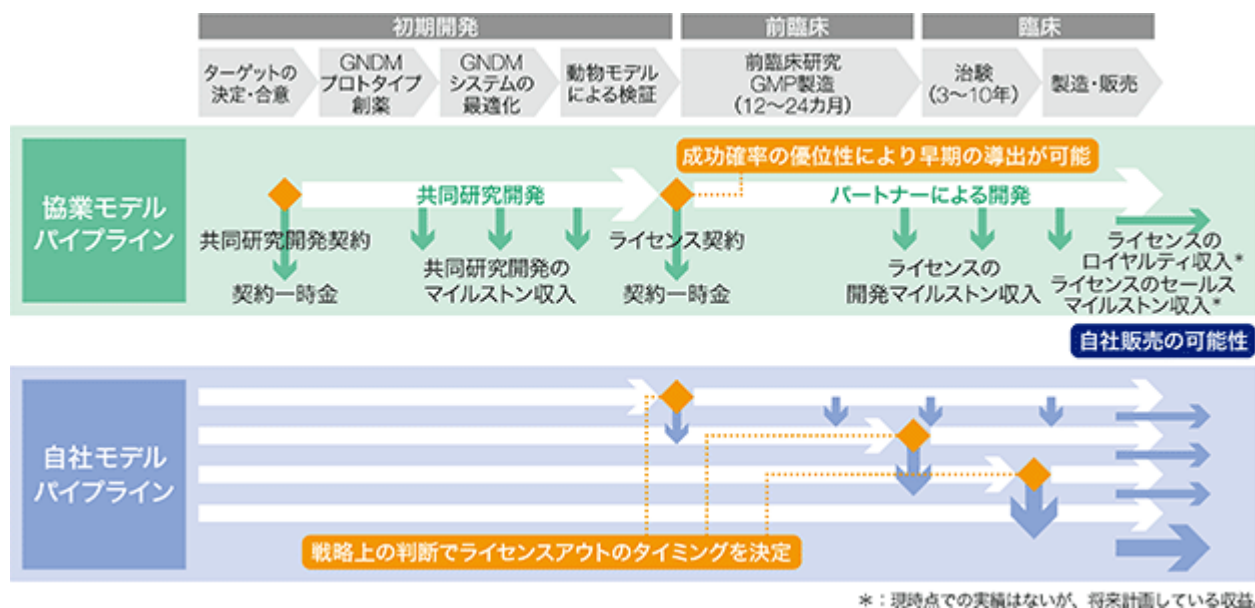 初期開発
前臨床
臨床
ターゲットの
決定・合意
GNDM
プロトタイプ
創薬
GNDM
システムの
最適化
動物モデル
による検証
前臨床研究
GMP製造
(12〜24カ月)
治験
(3〜10年)
製造・販売
協業モデル
パイプライン
成功確率の優位性により早期の導出が可能
共同研究開発
パートナーによる開発
共同研究開発契約
契約一時金
共同研究開発の
マイルストン収入
ライセンス契約
契約一時金
ライセンスの
開発マイルストン収入
ライセンスの
ロイヤルティ収入*
ライセンスのセールス
マイルストン収入*
自社販売の可能性
自社モデル
パイプライン
戦略上の判断でライセンスアウトのタイミングを決定
*：現時点での実績はないが、将来計画している収益